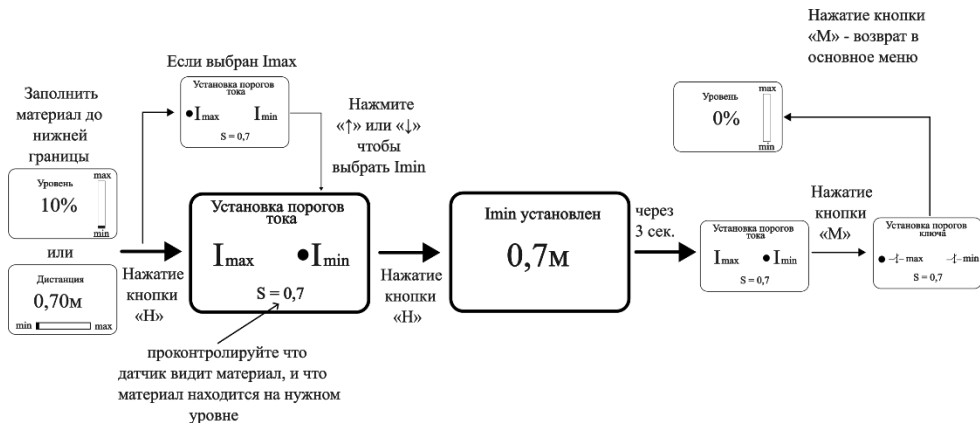 Заполнить
материал до
нижней
границы
Уровень
10%
max
min
или
Дистанция
0,70м
min
max
Нажатие
кнопки
«Н»
Если выбран Imax
Установка порогов
тока
Imax
Imin
S = 0,7
Нажмите
«↑» или «↓»
чтобы
выбрать Imin
Установка порогов
тока
Imax
Imin
S = 0,7
проконтролируйте что
датчик видит материал, и что
материал находится на нужном
уровне
Нажатие
кнопки
«Н»
Imin установлен
0,7м
через
3 сек.
Установка порогов
тока
Imax
Imin
S = 0,7
Нажатие
кнопки
«М»
Установка порогов
ключа
max
min
S = 0,7
Уровень
0%
max
min
Нажатие кнопки
«М» - возврат в
основное меню